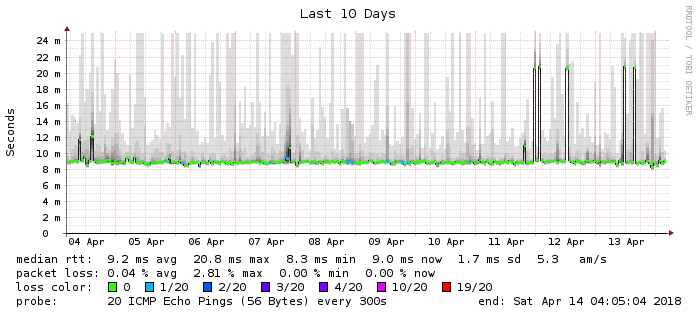 Last 10 Days
RRDTOOL / TOBI OETIKER
Seconds
24 m
22 m
20 m
18 m
16 m
14 m
12 m
10 m
8 m
6 m
4 m
2 m
0
04 Apr 05 Apr 06 Apr 07 Apr 08 Apr 09 Apr 10 Apr 11 Apr 12 Apr 13 Apr
median rtt: 9.2 ms avg 20.8 ms max 8.3 ms min 9.0 ms now 1.7 ms sd 5.3 am/s
packet loss: 0.04 % avg 2.81 % max 0.00 % min 0.00 % now
loss color: 0 1/20 2/20 3/20 4/20 10/20 19/20
probe: 20 ICMP Echo Pings (56 Bytes) every 300s end: Sat Apr 14 04:05:04 2018